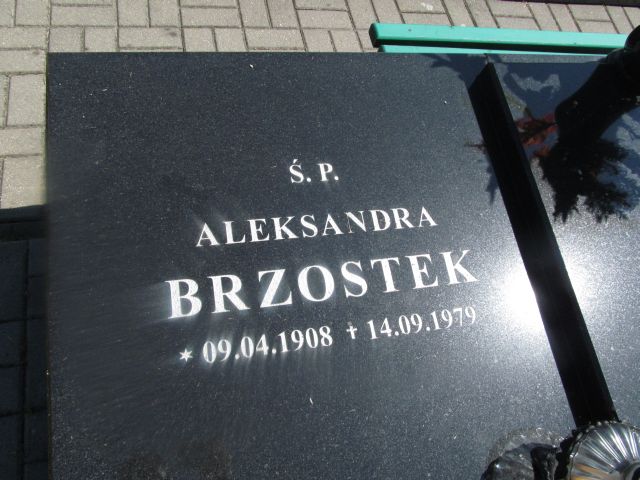 Ś. P.
ALEKSANDRA
BRZOSTEK
* 09.04.1908 ✝ 14.09.1979